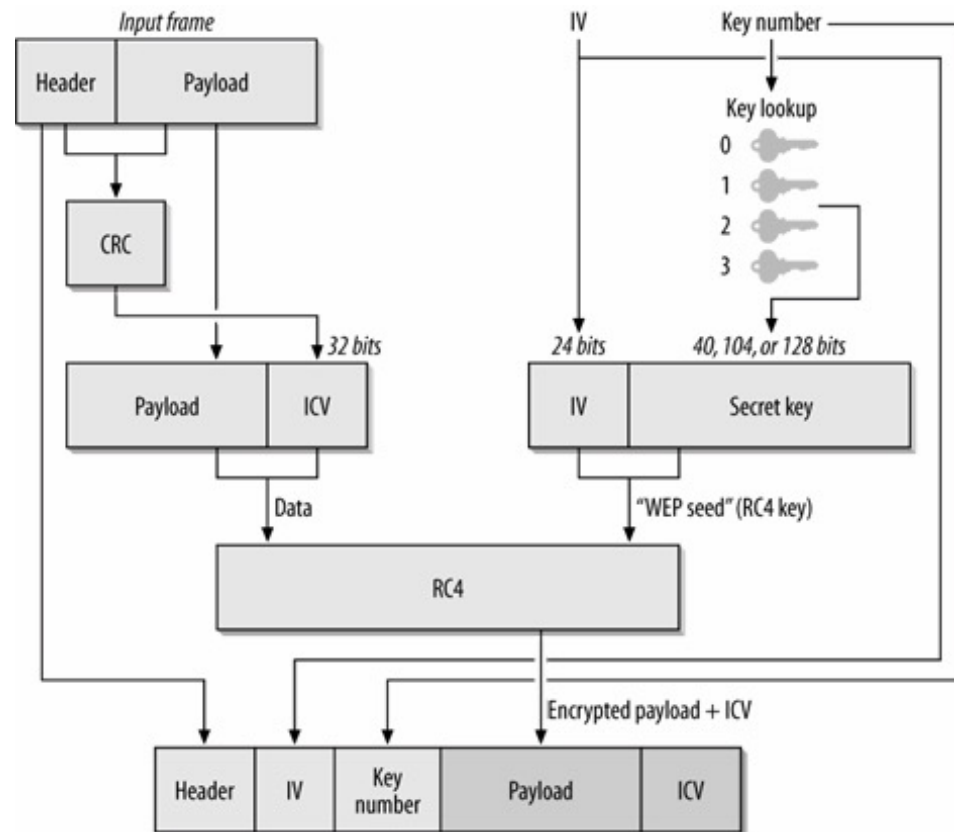 Input frame
IV
Key number
Header
Payload
Key lookup
0
1
2
3
CRC
32 bits
24 bits
40, 104, or 128 bits
Payload
ICV
IV
Secret key
Data
“WEP seed” (RC4 key)
RC4
Encrypted payload + ICV
Header
IV
Key
number
Payload
ICV